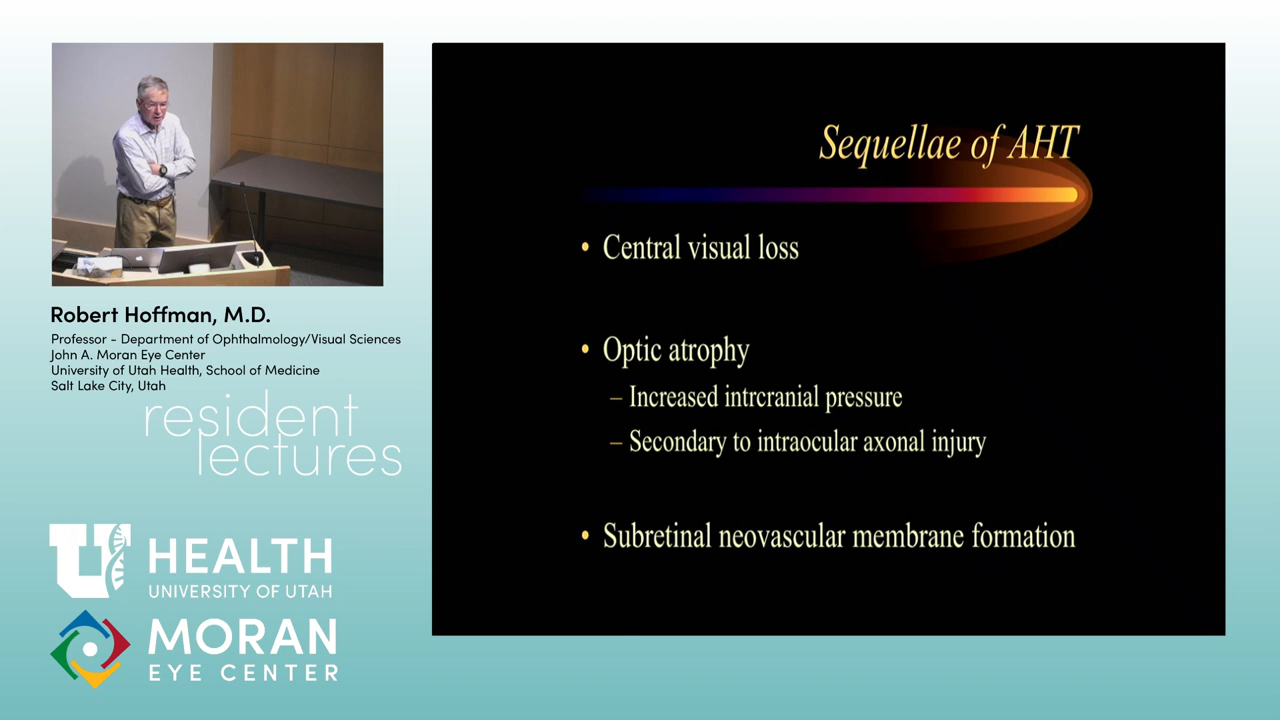 Sequellae of AHT
• Central visual loss
• Optic atrophy
– Increased intrcranial pressure
– Secondary to intraocular axonal injury
• Subretinal neovascular membrane formation
Robert Hoffman, M.D.
Professor - Department of Ophthalmology/Visual Sciences
John A. Moran Eye Center
University of Utah Health, School of Medicine
Salt Lake City, Utah
resident
lectures
U HEALTH
UNIVERSITY OF UTAH
MORAN
EYE CENTER